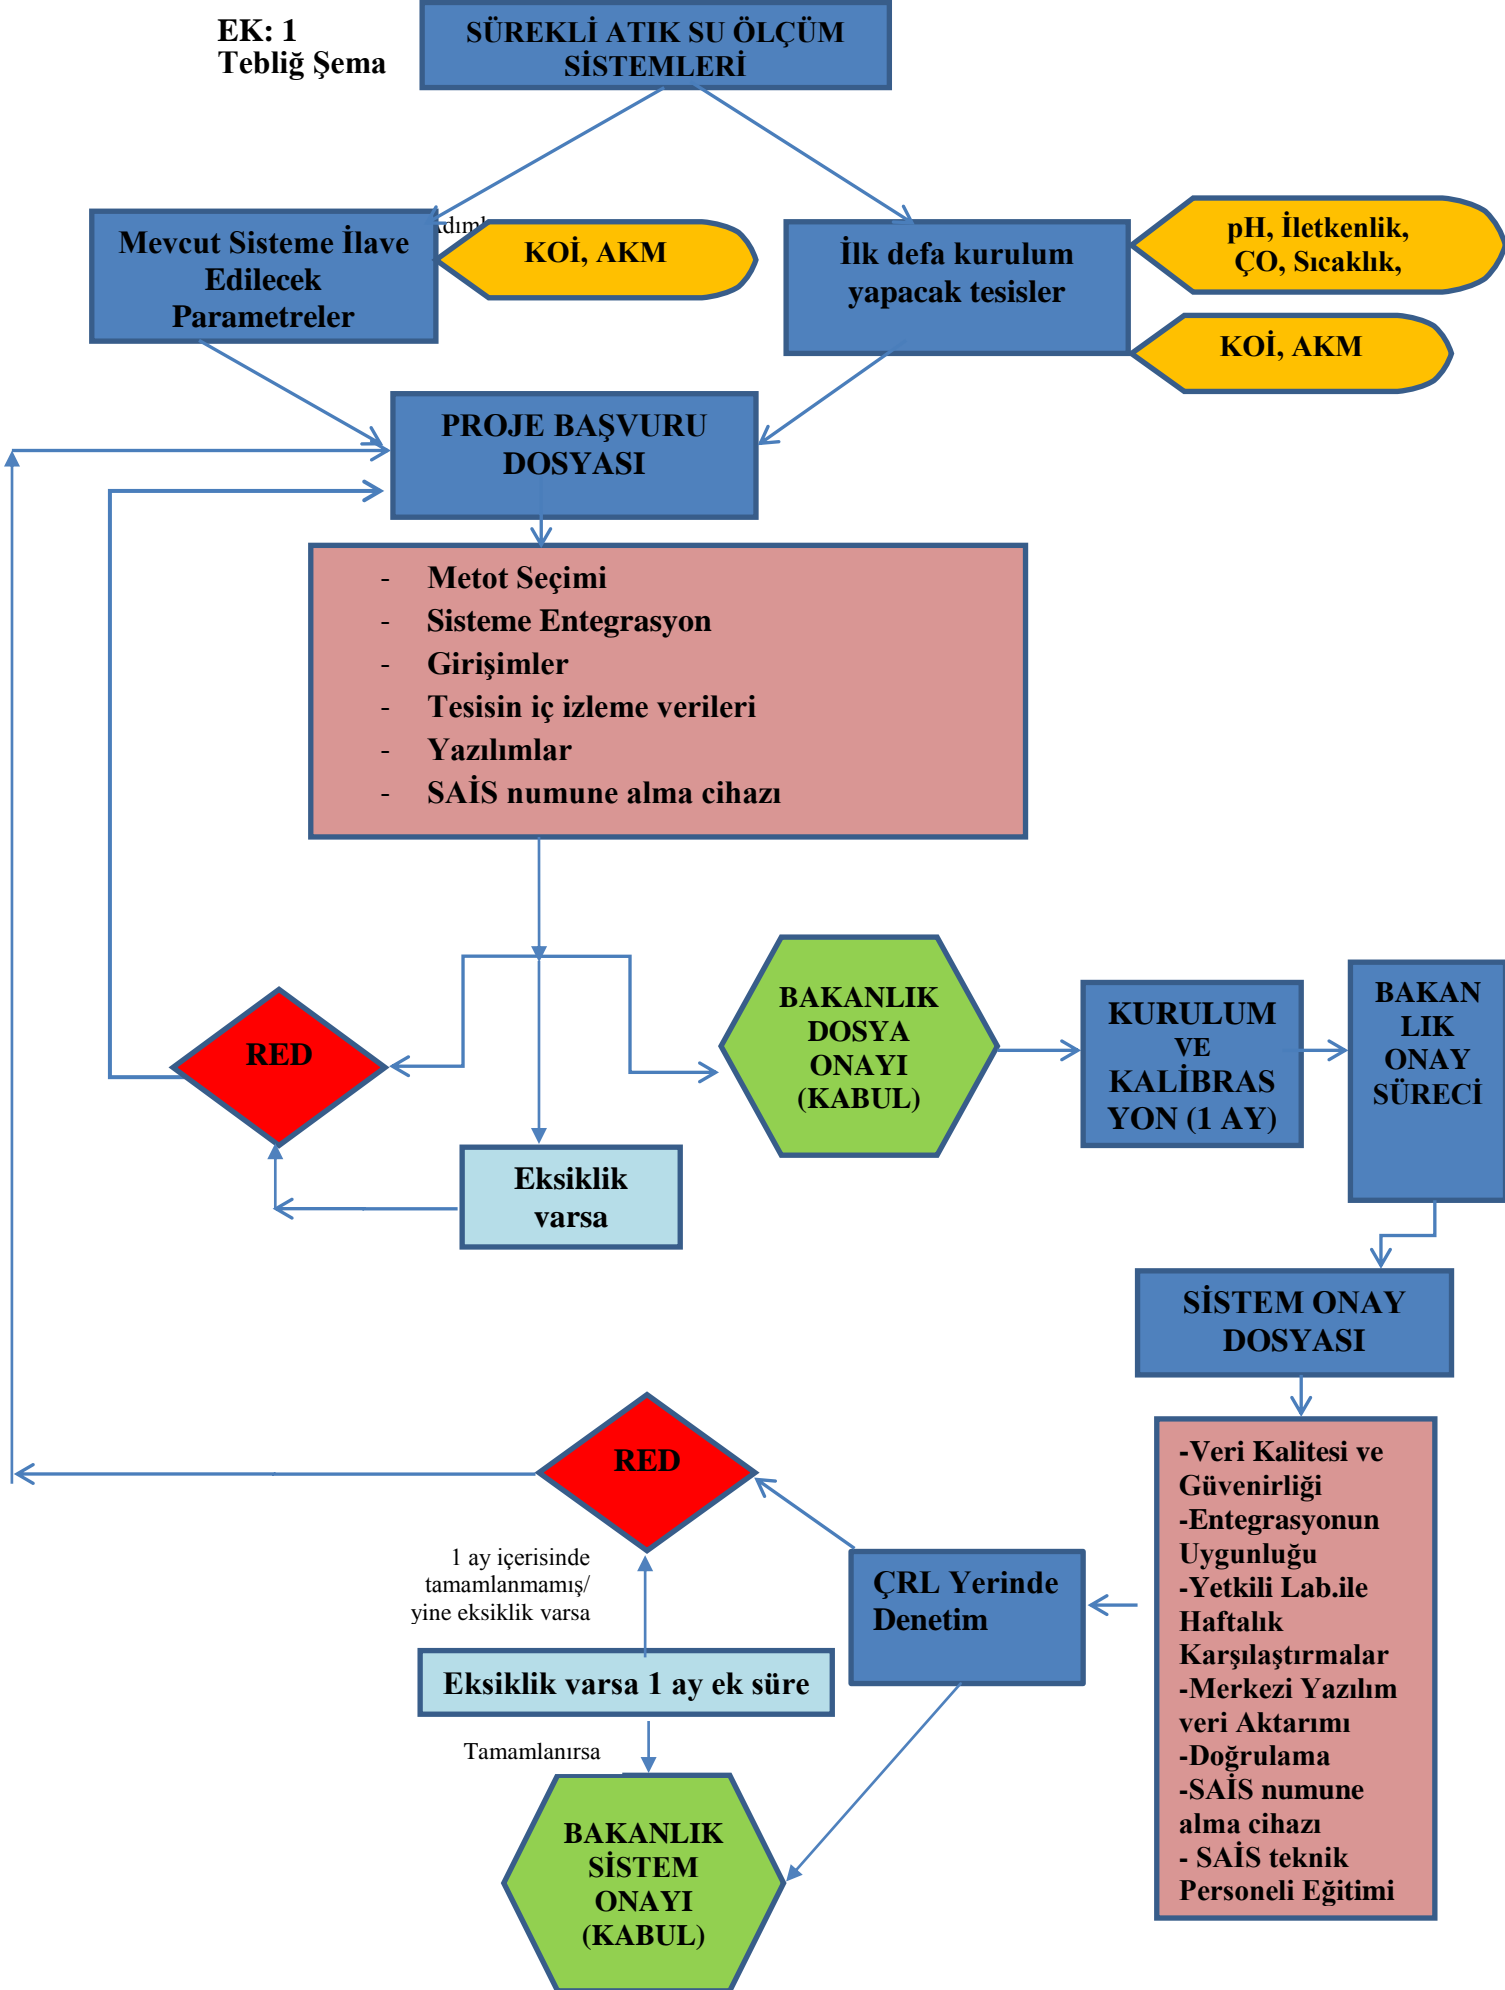 EK: 1
Tebliğ Şema
SÜREKLİ ATIK SU ÖLÇÜM
SİSTEMLERİ
Mevcut Sisteme İlave
Edilecek
Parametreler
KOİ, AKM
İlk defa kurulum
yapacak tesisler
pH, İletkenlik,
ÇO, Sıcaklık,
KOİ, AKM
PROJE BAŞVURU
DOSYASI
- Metot Seçimi
- Sisteme Entegrasyon
- Girişimler
- Tesisin iç izleme verileri
- Yazılımlar
- SAİS numune alma cihazı
RED
Eksiklik
varsa
BAKANLIK
DOSYA
ONAYI
(KABUL)
KURULUM
VE
KALİBRAS
YON (1 AY)
BAKAN
LIK
ONAY
SÜRECİ
SİSTEM ONAY
DOSYASI
-Veri Kalitesi ve
Güvenirliği
-Entegrasyonun
Uygunluğu
-Yetkili Lab.ile
Haftalık
Karşılaştırmalar
-Merkezi Yazılım
veri Aktarımı
-Doğrulama
-SAİS numune
alma cihazı
- SAİS teknik
Personeli Eğitimi
ÇRL Yerinde
Denetim
RED
1 ay içerisinde
tamamlanmamış/
yine eksiklik varsa
Eksiklik varsa 1 ay ek süre
Tamamlanırsa
BAKANLIK
SİSTEM
ONAYI
(KABUL)